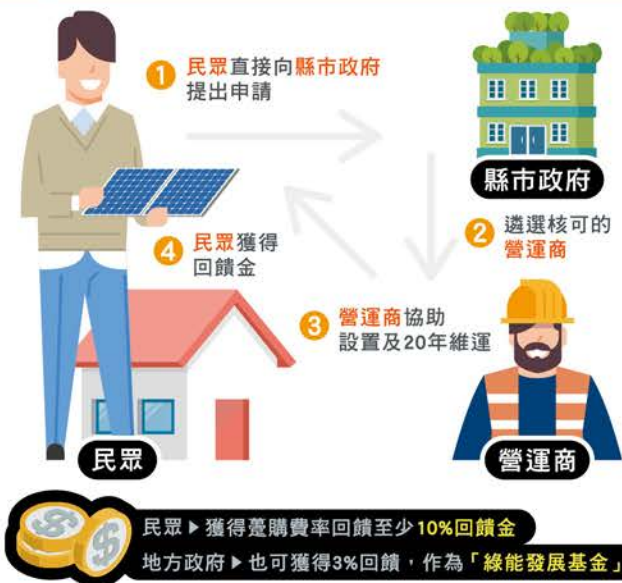 1 民眾直接向縣市政府
提出申請
縣市政府
2 遴選核可的
營運商
4 民眾獲得
回饋金
3 營運商協助
設置及20年維運
民眾
營運商
民眾▶獲得躉購費率回饋至少10%回饋金
地方政府▶也可獲得3%回饋，作為「綠能發展基金」